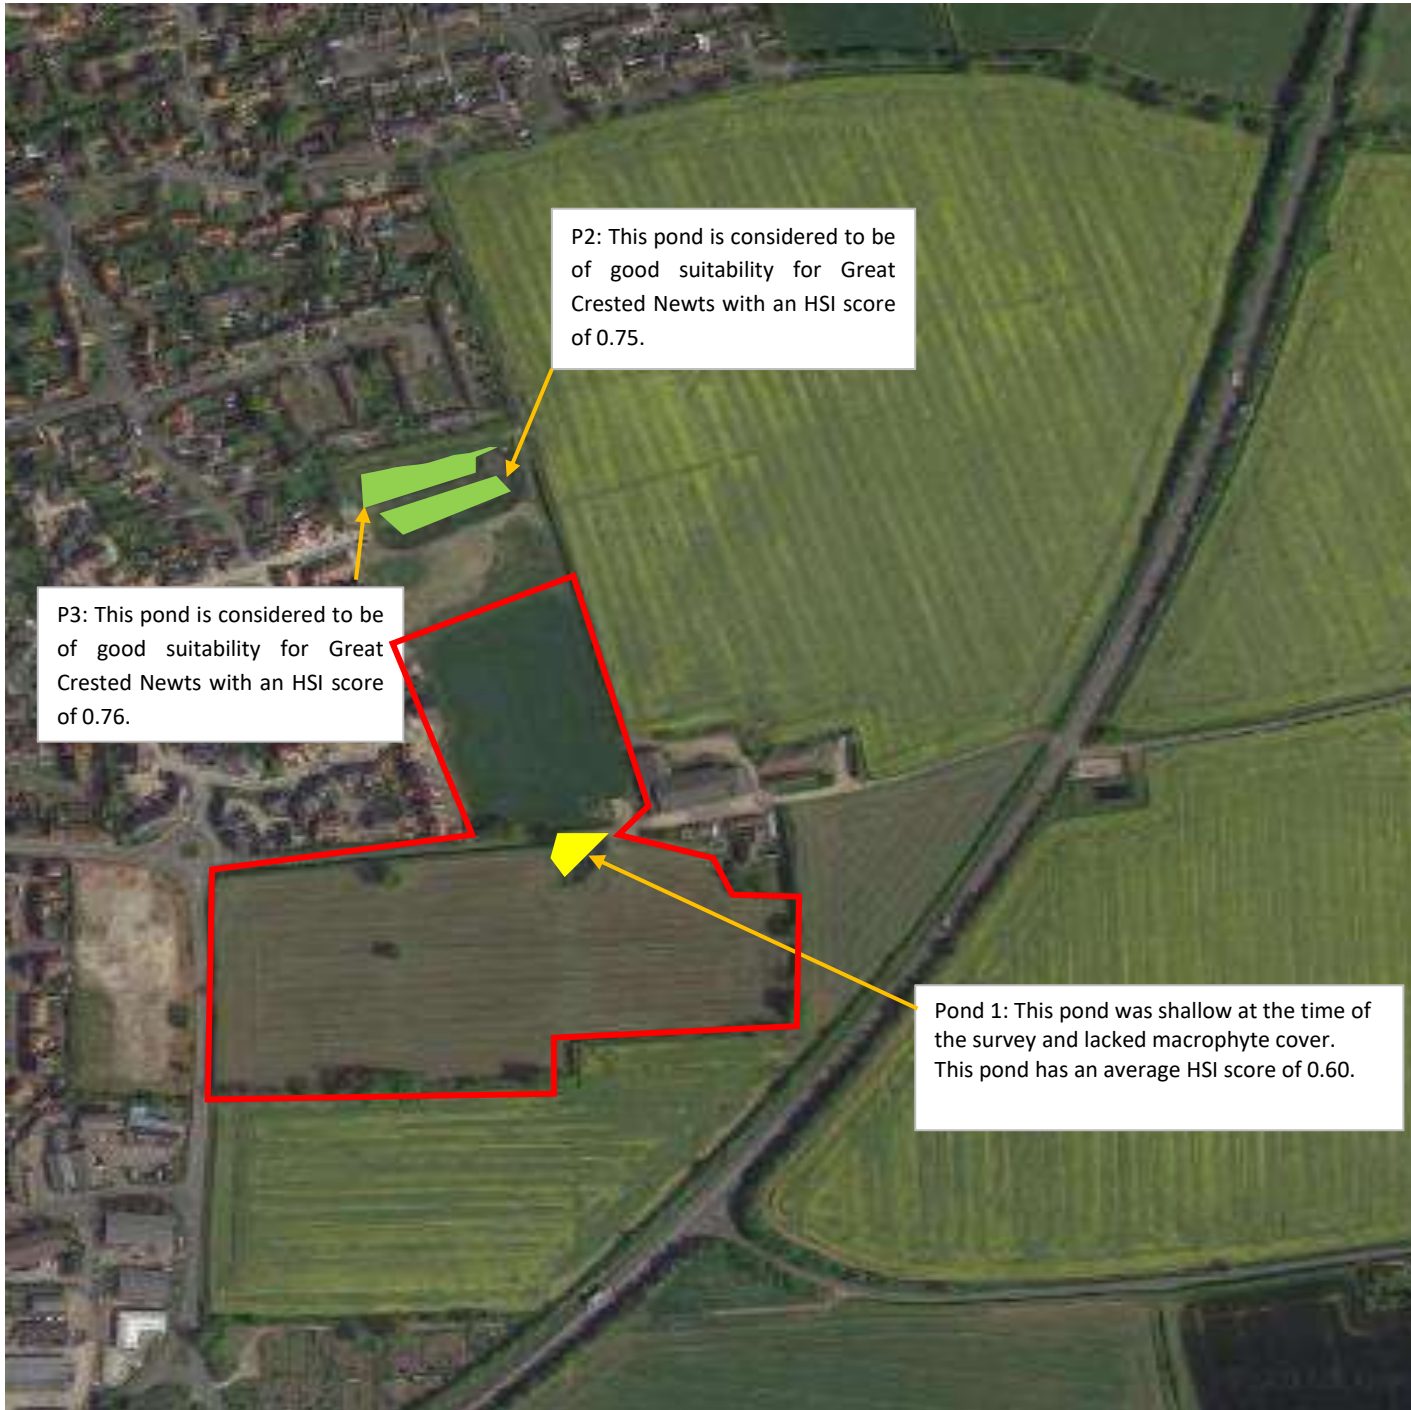 P2: This pond is considered to be
of good suitability for Great
Crested Newts with an HSI score
of 0.75.
P3: This pond is considered to be
of good suitability for Great
Crested Newts with an HSI score
of 0.76.
Pond 1: This pond was shallow at the time of
the survey and lacked macrophyte cover.
This pond has an average HSI score of 0.60.